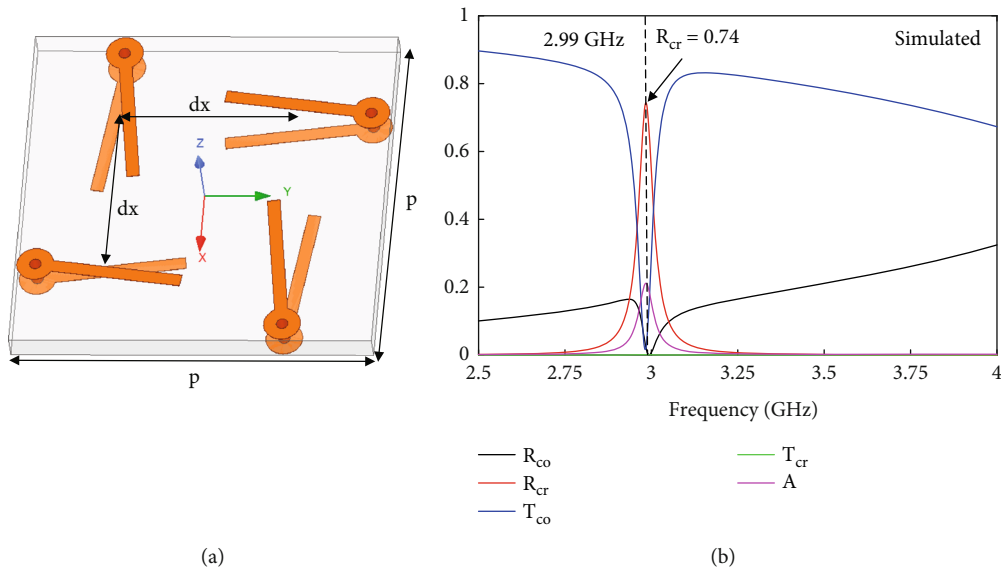 dx
dx
Z
Y
X
p
p
(a)
1
0.8
0.6
0.4
0.2
0
2.99 GHz
R_cr = 0.74
Simulated
2.5 2.75 3 3.25 3.5 3.75 4
Frequency (GHz)
R_co
R_cr
T_co
T_cr
A
(b)